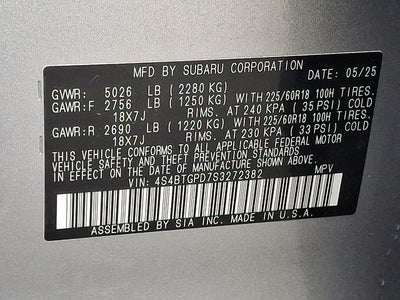 MFD BY SUBARU CORPORATION DATE: 05/25
GVWR: 5026 LB (2280 KG)
GAWR:F 2756 LB (1250 KG) WITH 225/60R18 100H TIRES.
18X7J RIMS. AT 240 KPA (35 PSI) COLD
GAWR:R 2690 LB (1220 KG) WITH 225/60R18 100H TIRES.
18X7J RIMS. AT 230 KPA (33 PSI) COLD
THIS VEHICLE CONFORMS TO ALL APPLICABLE FEDERAL MOTOR
VEHICLE SAFETY AND THEFT PREVENTION STANDARDS
IN EFFECT ON THE DATE OF MANUFACTURE SHOWN ABOVE.
VIN: 4S4BTGPD7S3272382 MPV
ASSEMBLED BY SIA INC. MADE IN U.S.A.